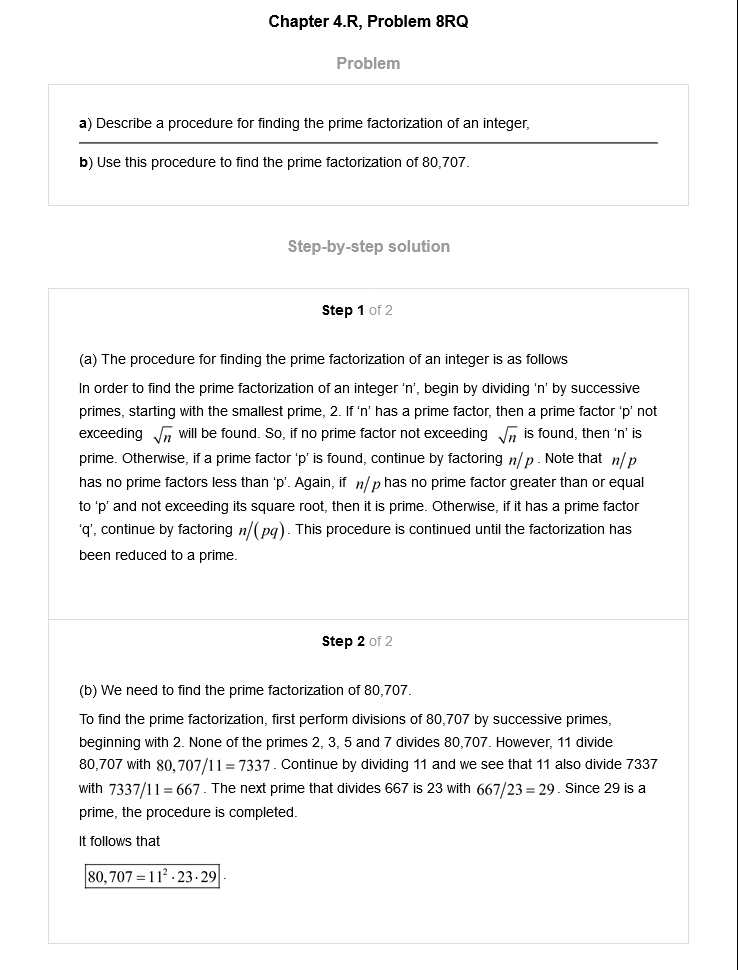 Chapter 4.R, Problem 8RQ
Problem
a) Describe a procedure for finding the prime factorization of an integer,
b) Use this procedure to find the prime factorization of 80,707.
Step-by-step solution
Step 1 of 2
(a) The procedure for finding the prime factorization of an integer is as follows
In order to find the prime factorization of an integer ‘n’, begin by dividing ‘n’ by successive
primes, starting with the smallest prime, 2. If ‘n’ has a prime factor, then a prime factor ‘p’ not
exceeding √n will be found. So, if no prime factor not exceeding √n is found, then ‘n’ is
prime. Otherwise, if a prime factor ‘p’ is found, continue by factoring n/p. Note that n/p
has no prime factors less than ‘p’. Again, if n/p has no prime factor greater than or equal
to ‘p’ and not exceeding its square root, then it is prime. Otherwise, if it has a prime factor
‘q’, continue by factoring n/(pq). This procedure is continued until the factorization has
been reduced to a prime.
Step 2 of 2
(b) We need to find the prime factorization of 80,707.
To find the prime factorization, first perform divisions of 80,707 by successive primes,
beginning with 2. None of the primes 2, 3, 5 and 7 divides 80,707. However, 11 divide
80,707 with 80,707/11 = 7337. Continue by dividing 11 and we see that 11 also divide 7337
with 7337/11 = 667. The next prime that divides 667 is 23 with 667/23 = 29. Since 29 is a
prime, the procedure is completed.
It follows that
80,707 = 11² · 23 · 29.